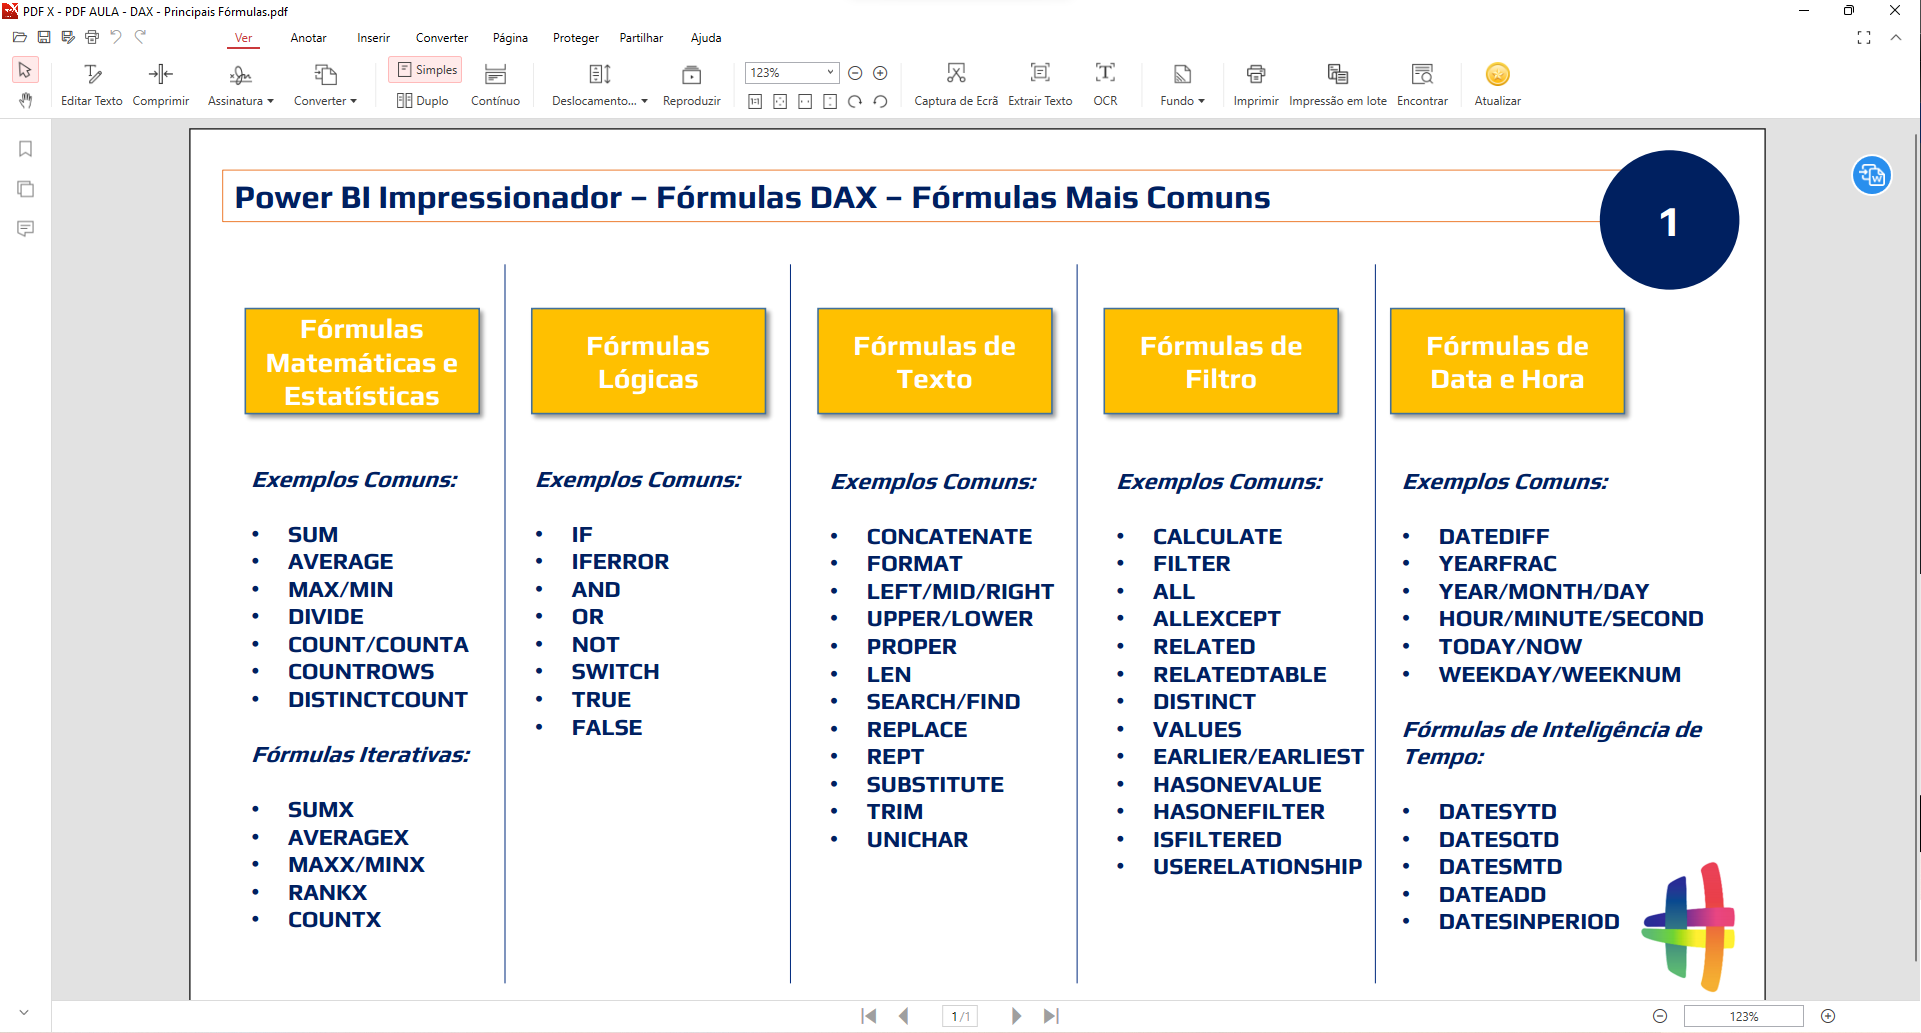 PDF X - PDF AULA - DAX - Principais Fórmulas.pdf
Ver Anotar Inserir Converter Página Proteger Partilhar Ajuda
Editar Texto Comprimir Assinatura Converter Simples Duplo Contínuo Deslocamento... Reproduzir 123% Captura de Ecrã Extrair Texto OCR Fundo Imprimir Impressão em lote Encontrar Atualizar
Power BI Impressionador – Fórmulas DAX – Fórmulas Mais Comuns
1
Fórmulas
Matemáticas e
Estatísticas
Exemplos Comuns:
• SUM
• AVERAGE
• MAX/MIN
• DIVIDE
• COUNT/COUNTA
• COUNTROWS
• DISTINCTCOUNT
Fórmulas Iterativas:
• SUMX
• AVERAGEX
• MAXX/MINX
• RANKX
• COUNTX
Fórmulas
Lógicas
Exemplos Comuns:
• IF
• IFERROR
• AND
• OR
• NOT
• SWITCH
• TRUE
• FALSE
Fórmulas de
Texto
Exemplos Comuns:
• CONCATENATE
• FORMAT
• LEFT/MID/RIGHT
• UPPER/LOWER
• PROPER
• LEN
• SEARCH/FIND
• REPLACE
• REPT
• SUBSTITUTE
• TRIM
• UNICHAR
Fórmulas de
Filtro
Exemplos Comuns:
• CALCULATE
• FILTER
• ALL
• ALLEXCEPT
• RELATED
• RELATEDTABLE
• DISTINCT
• VALUES
• EARLIER/EARLIEST
• HASONEVALUE
• HASONEFILTER
• ISFILTERED
• USERELATIONSHIP
Fórmulas de
Data e Hora
Exemplos Comuns:
• DATEDIFF
• YEARFRAC
• YEAR/MONTH/DAY
• HOUR/MINUTE/SECOND
• TODAY/NOW
• WEEKDAY/WEEKNUM
Fórmulas de Inteligência de
Tempo:
• DATESYTD
• DATESQTD
• DATESMTD
• DATEADD
• DATESINPERIOD
1/1
123%